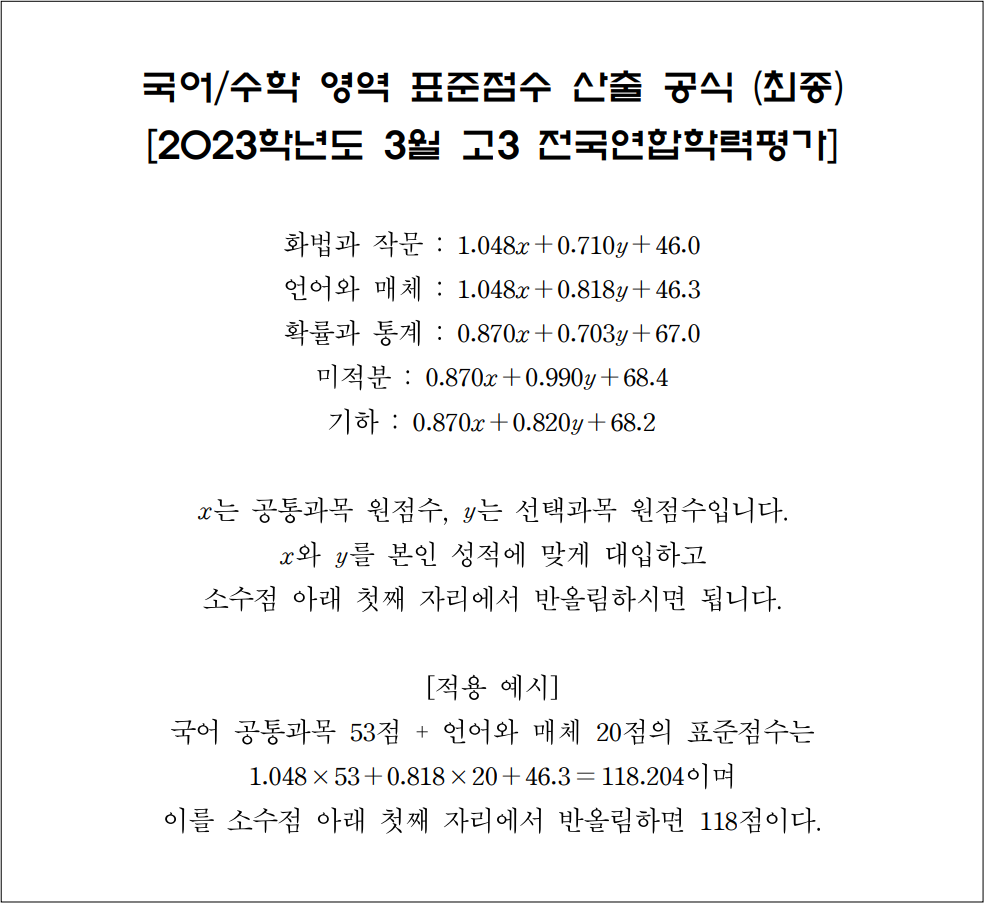 국어/수학 영역 표준점수 산출 공식 (최종)
[2023학년도 3월 고3 전국연합학력평가]
화법과 작문 : 1.048x+0.710y+46.0
언어와 매체 : 1.048x+0.818y+46.3
확률과 통계 : 0.870x+0.703y+67.0
미적분 : 0.870x+0.990y+68.4
기하 : 0.870x+0.820y+68.2
x는 공통과목 원점수, y는 선택과목 원점수입니다.
x와 y를 본인 성적에 맞게 대입하고
소수점 아래 첫째 자리에서 반올림하시면 됩니다.
[적용 예시]
국어 공통과목 53점 + 언어와 매체 20점의 표준점수는
1.048×53+0.818×20+46.3=118.204이며
이를 소수점 아래 첫째 자리에서 반올림하면 118점이다.